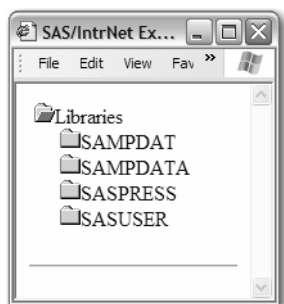 SAS/IntrNet Ex...
File Edit View Fav »
Libraries
SAMPDAT
SAMPDATA
SASPRESS
SASUSER